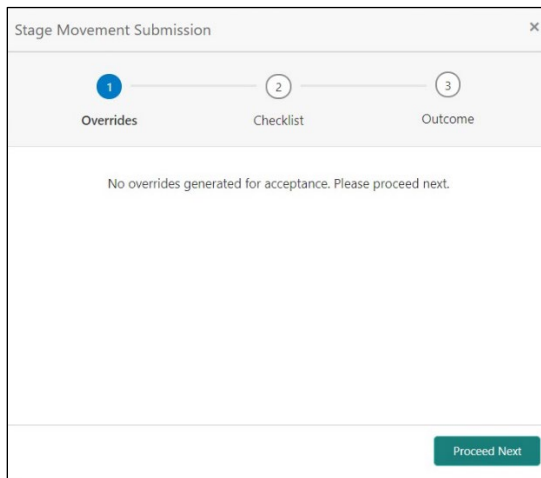 Stage Movement Submission ×
1 2 3
Overrides Checklist Outcome
No overrides generated for acceptance. Please proceed next.
Proceed Next